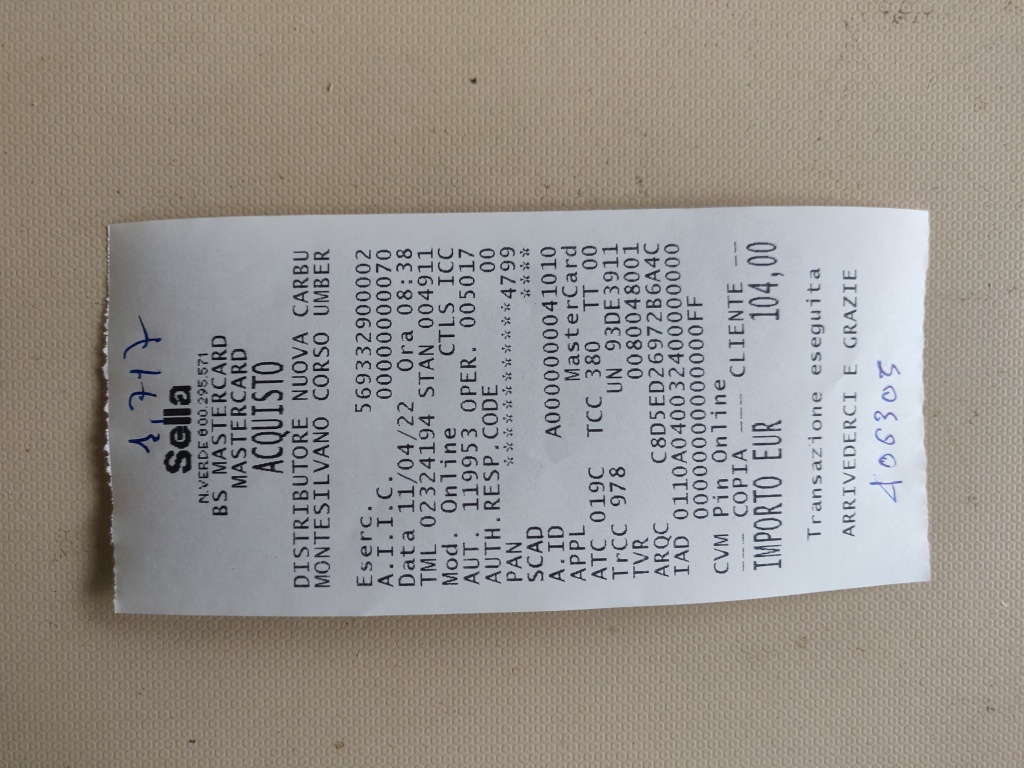 1,717
Sella
N.VERDE 800.295.571
BS MASTERCARD
MASTERCARD
ACQUISTO
DISTRIBUTORE NUOVA CARBU
MONTESILVANO CORSO UMBER
Eserc. 569332900002
A.I.I.C. 00000000070
Data 11/04/22 Ora 08:38
TML 02324194 STAN 004911
Mod. Online CTLS ICC
AUT. 119953 OPER. 005017
AUTH.RESP.CODE 00
PAN ************4799
SCAD ****
A.ID A0000000041010
APPL MasterCard
ATC 019C TCC 380 TT 00
TrCC 978 UN 93DE3911
TVR 0080048001
ARQC C8D5ED26972B6A4C
IAD 0110A04003240000000000
00000000000000FF
CVM Pin Online
---- COPIA ---- CLIENTE --
IMPORTO EUR 104,00
Transazione eseguita
ARRIVEDERCI E GRAZIE
406305